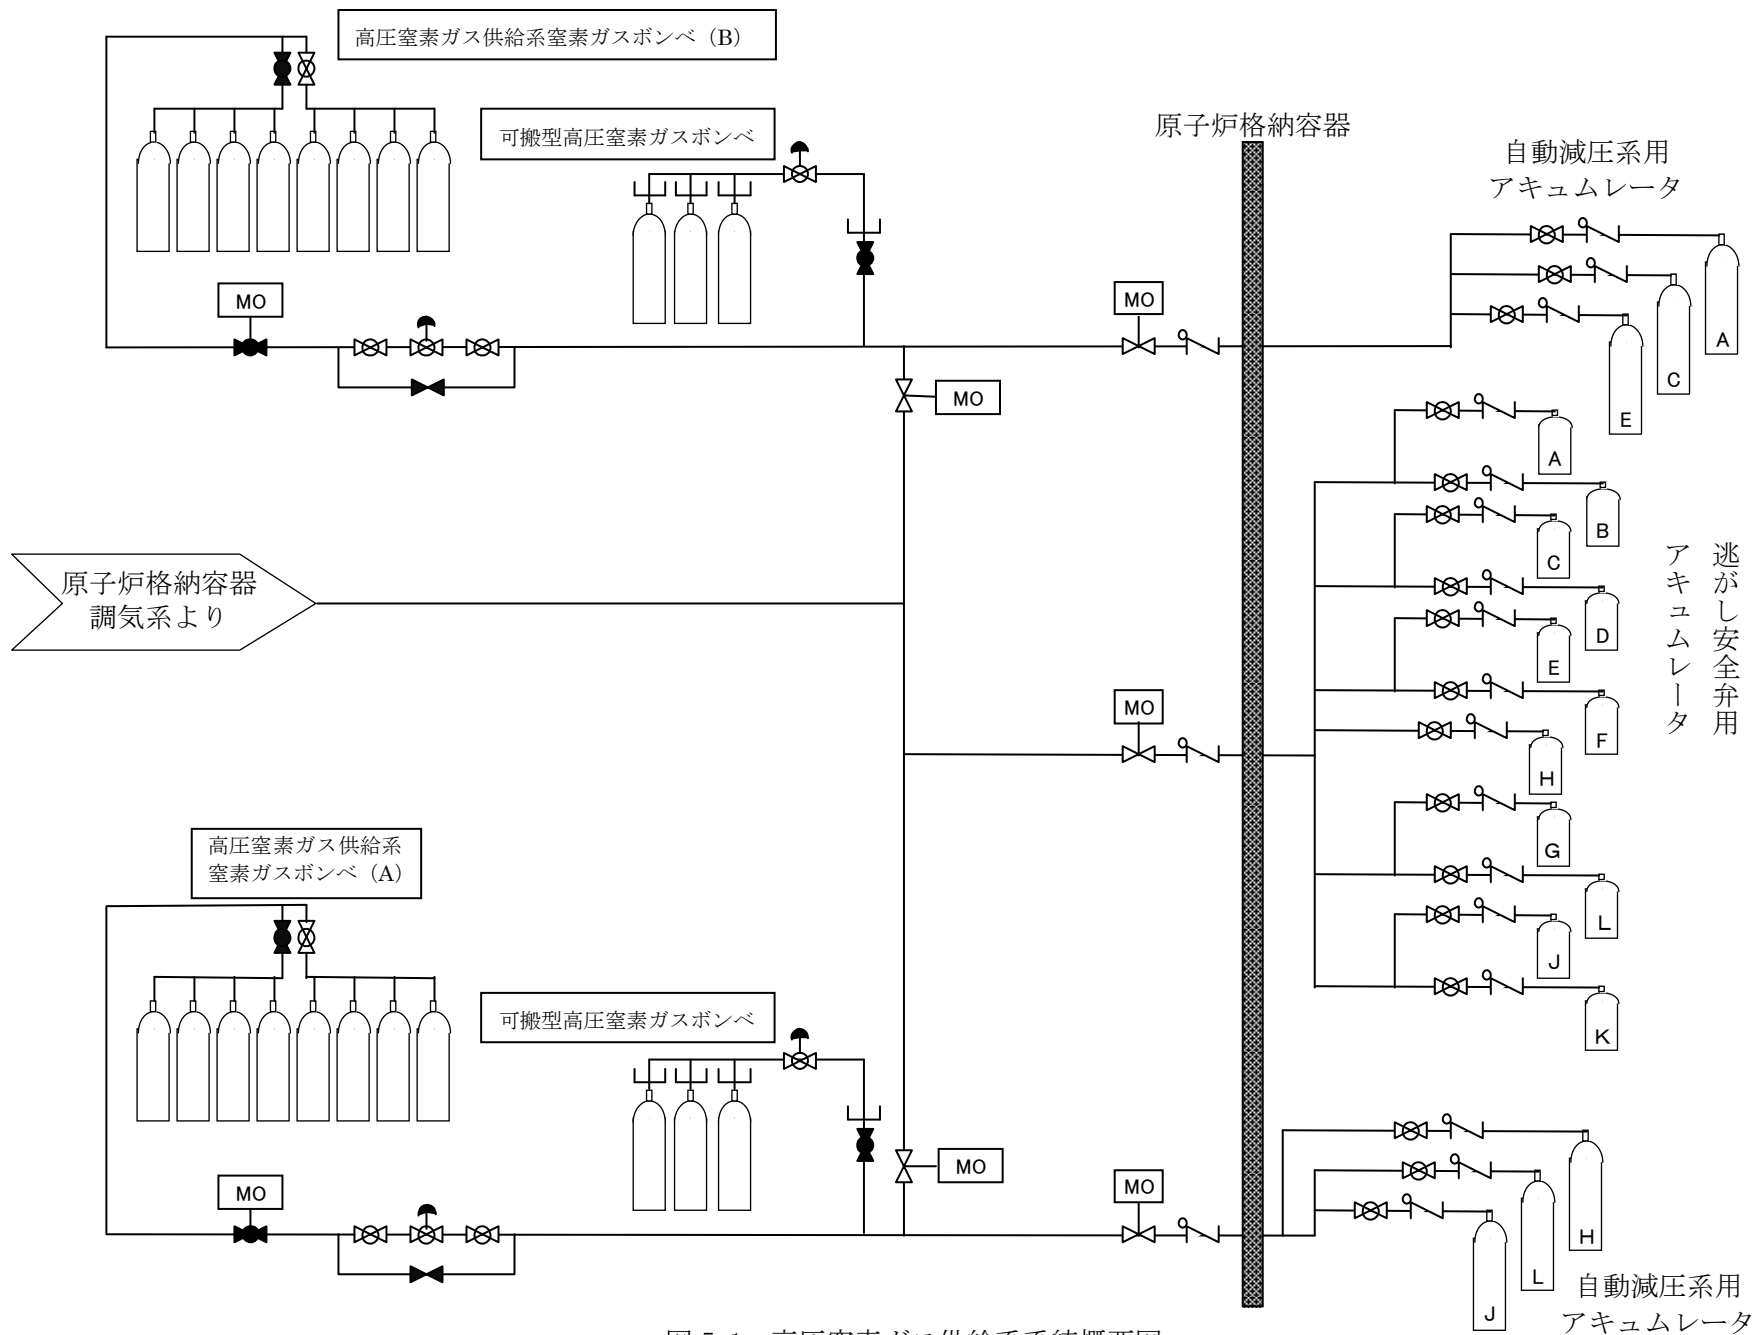 高圧窒素ガス供給系窒素ガスボンベ（B）
可搬型高圧窒素ガスボンベ
原子炉格納容器
自動減圧系用
アキュムレータ
MO
MO
MO
A
C
E
A
B
C
D
E
F
H
G
L
J
K
逃がし安全弁用
アキュムレータ
原子炉格納容器
調気系より
MO
高圧窒素ガス供給系
窒素ガスボンベ（A）
可搬型高圧窒素ガスボンベ
MO
MO
MO
H
L
J
自動減圧系用
アキュムレータ